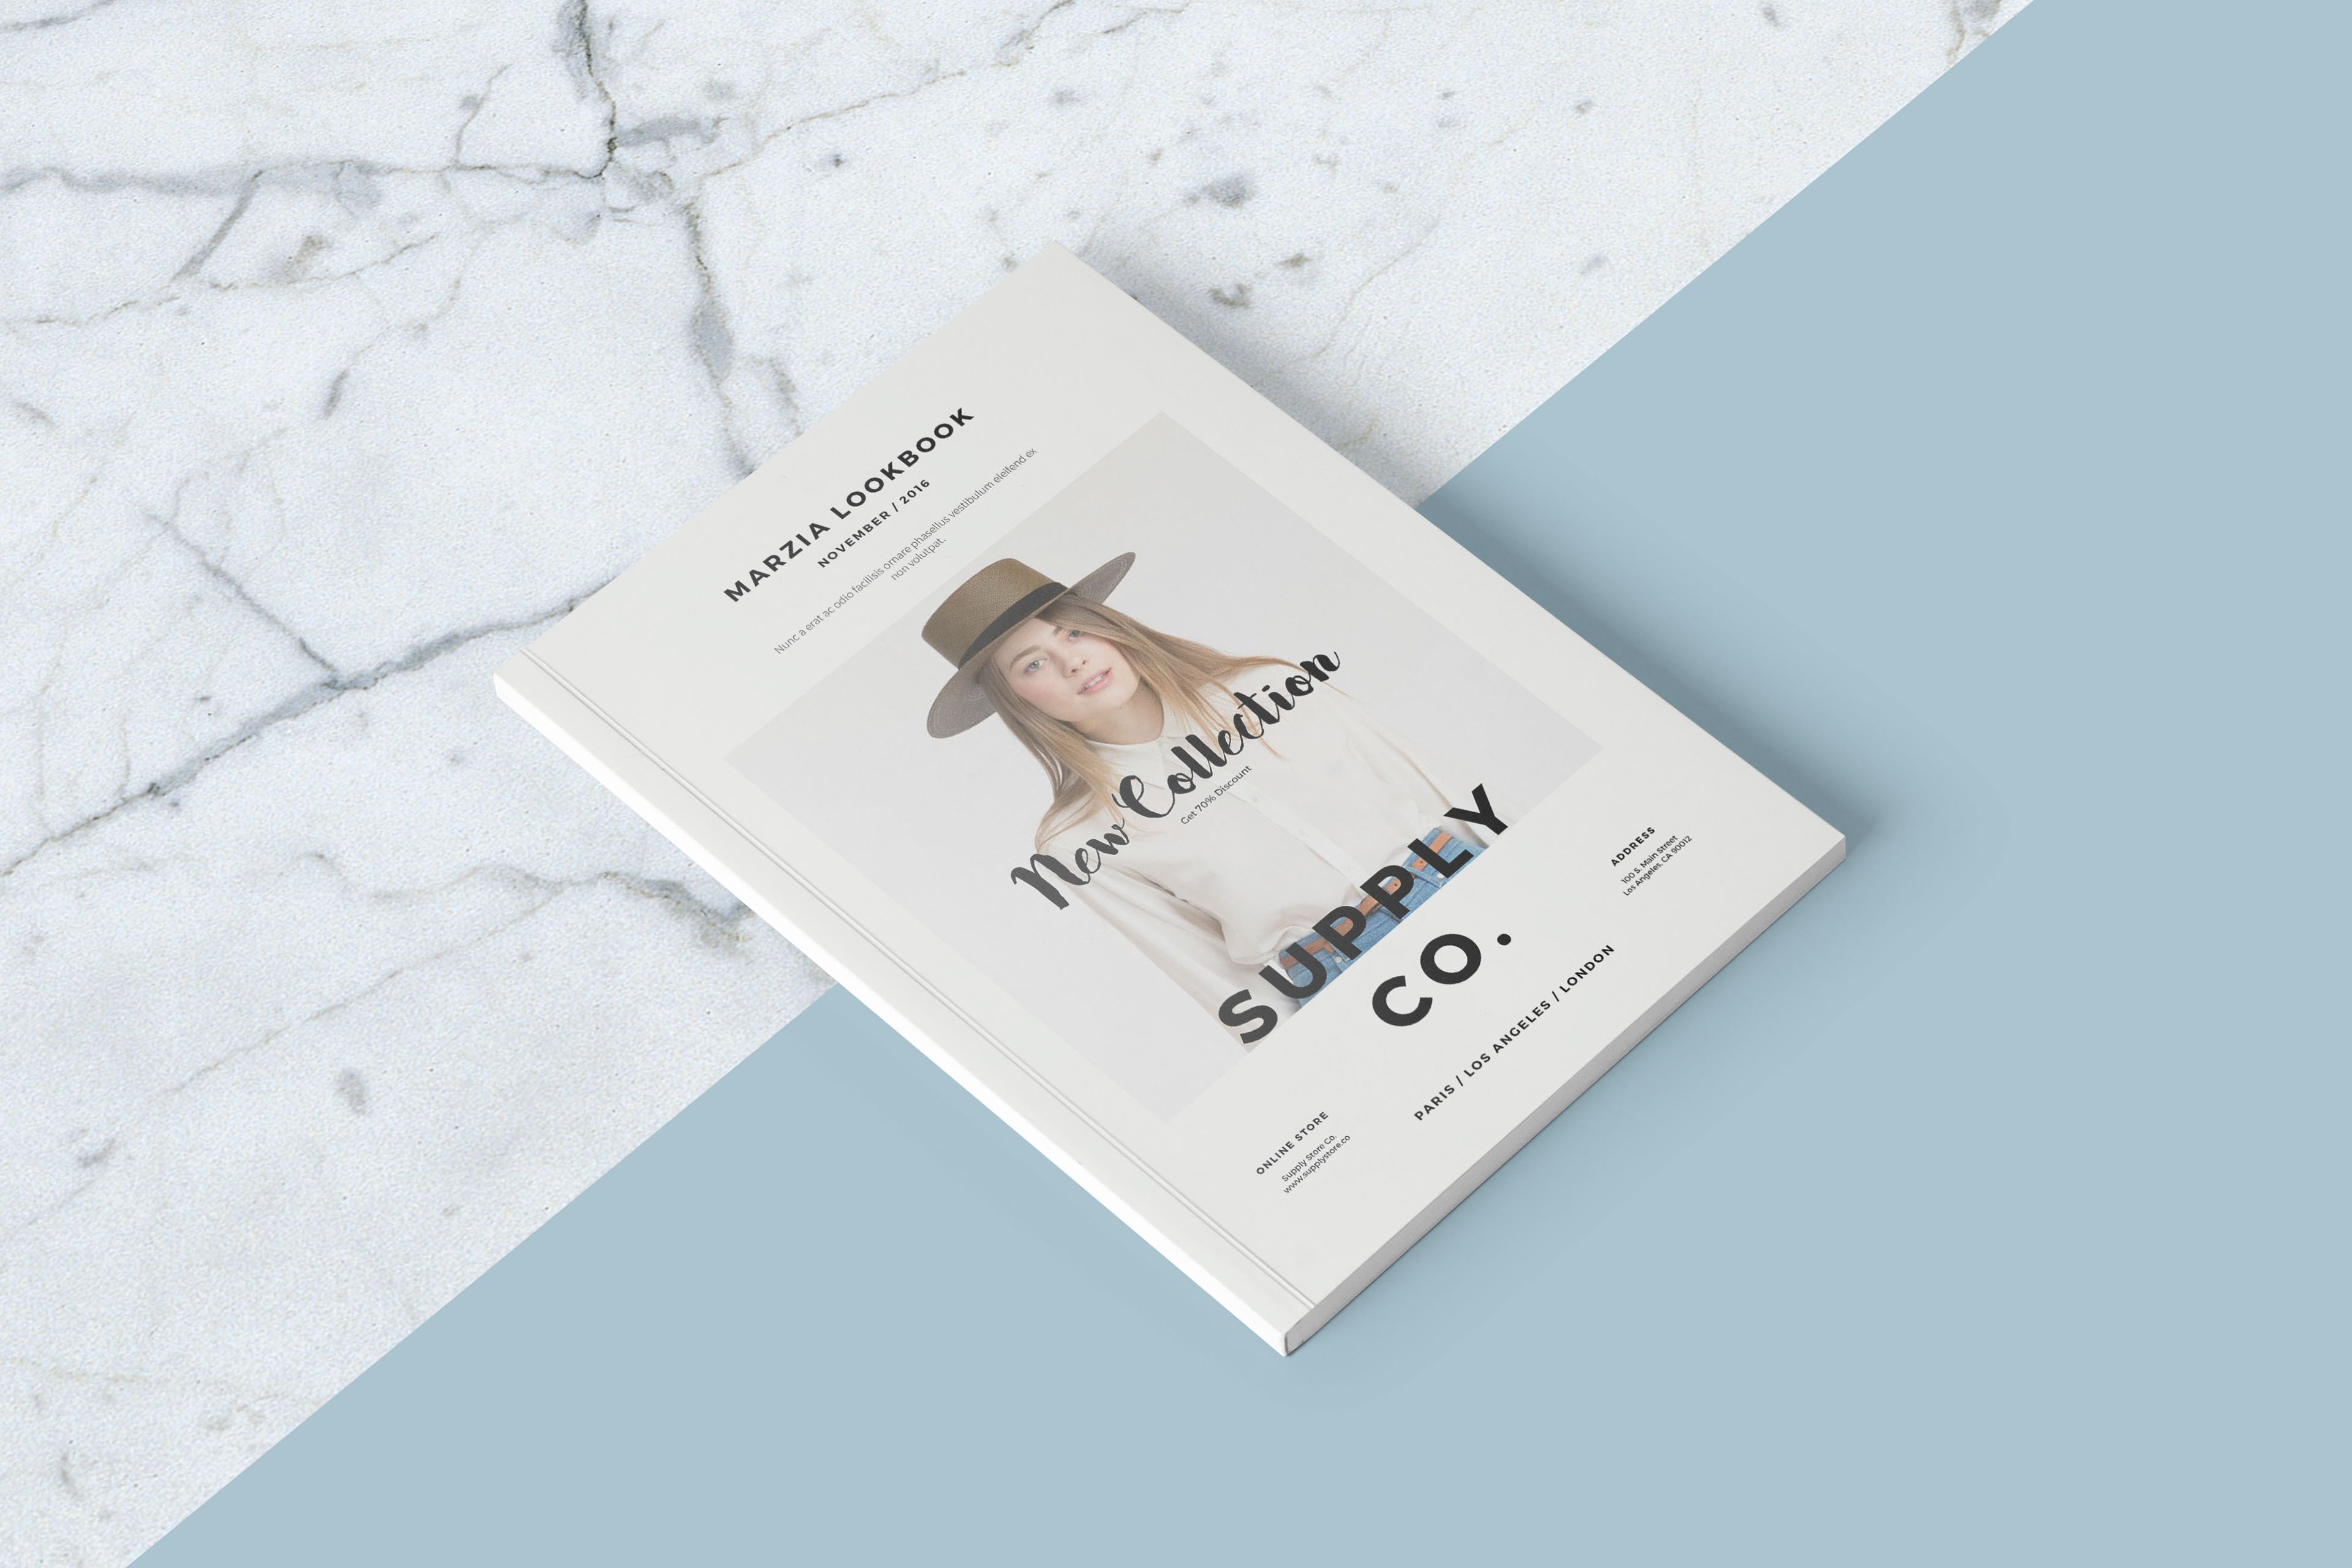 MARZIA LOOKBOOK
NOVEMBER / 2016
Nunc a erat ac odio facilisis ornare phasellus vestibulum eleifend ex
non volutpat.
New Collection
Get 70% Discount
SUPPLY
CO.
ONLINE STORE
Supply Store Co.
www.supplystore.co
ADDRESS
100 S. Main Street
Los Angeles, CA 90012
PARIS / LOS ANGELES / LONDON